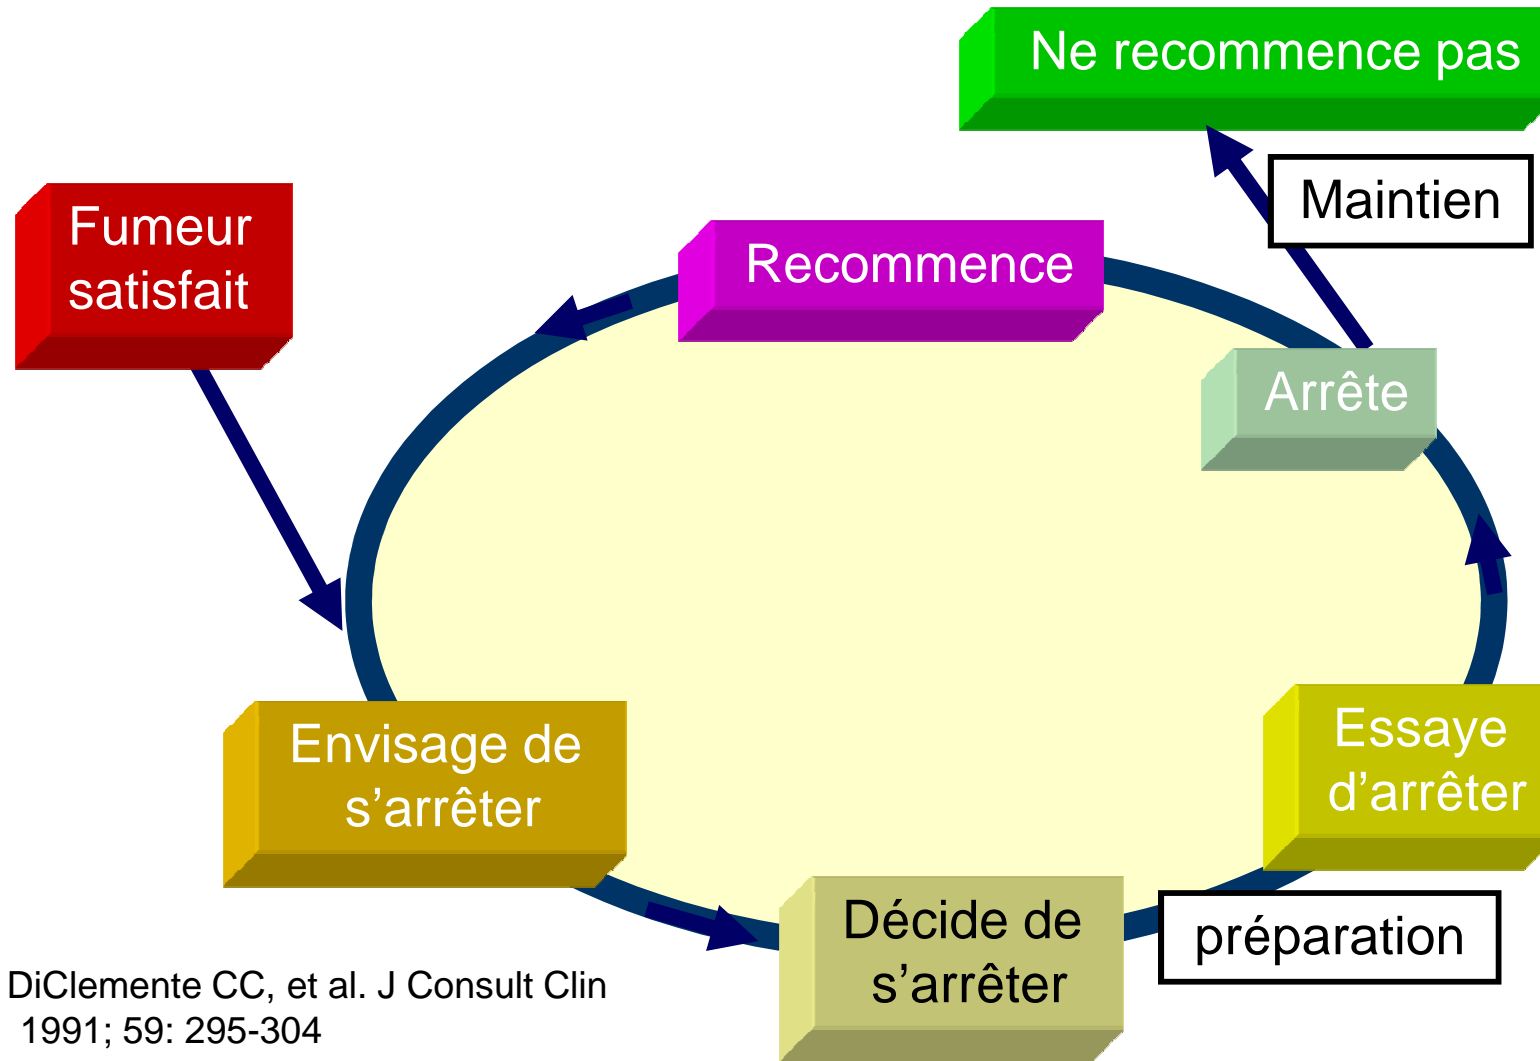 Ne recommence pas
Maintien
Fumeur
satisfait
Recommence
Arrête
Envisage de
s’arrêter
Essaye
d’arrêter
Décide de
s’arrêter
préparation
DiClemente CC, et al. J Consult Clin
1991; 59: 295-304